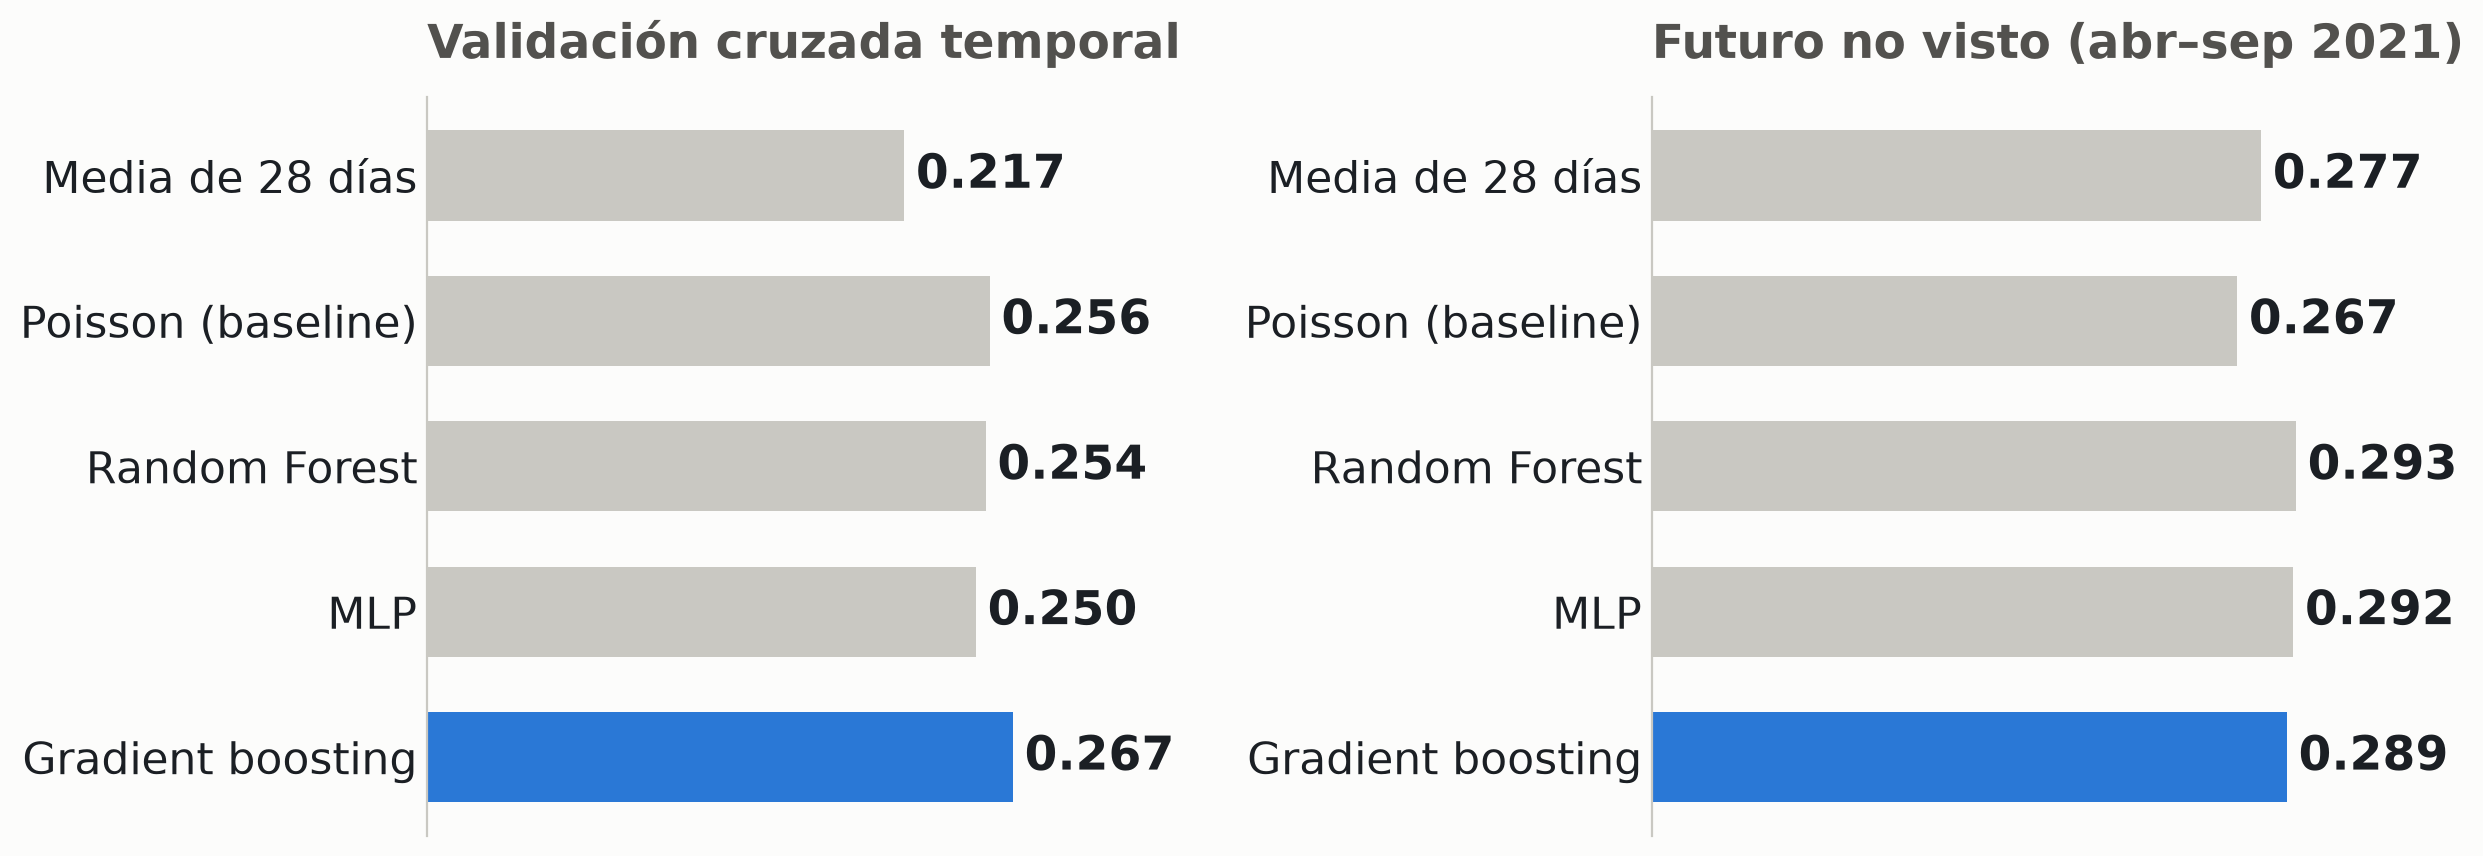 Validación cruzada temporal
Media de 28 días 0.217
Poisson (baseline) 0.256
Random Forest 0.254
MLP 0.250
Gradient boosting 0.267
Futuro no visto (abr–sep 2021)
Media de 28 días 0.277
Poisson (baseline) 0.267
Random Forest 0.293
MLP 0.292
Gradient boosting 0.289